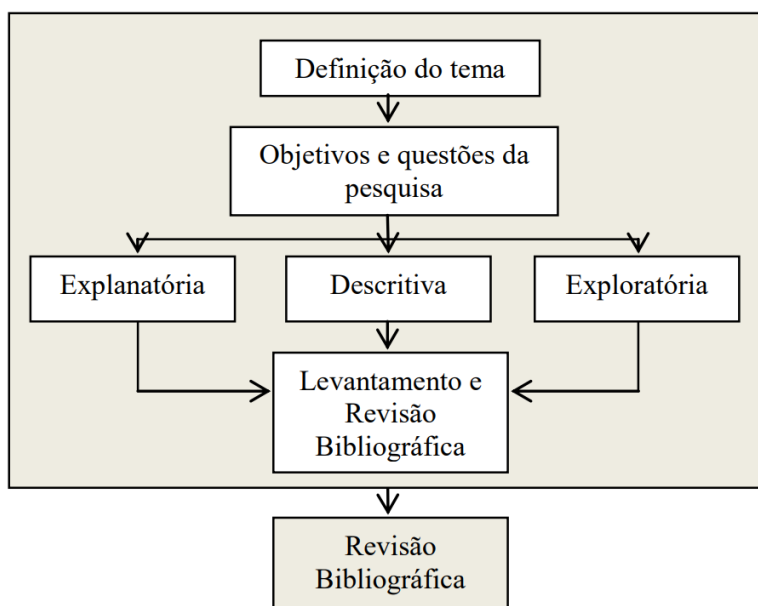 Definição do tema
Objetivos e questões da
pesquisa
Explanatória
Descritiva
Exploratória
Levantamento e
Revisão
Bibliográfica
Revisão
Bibliográfica